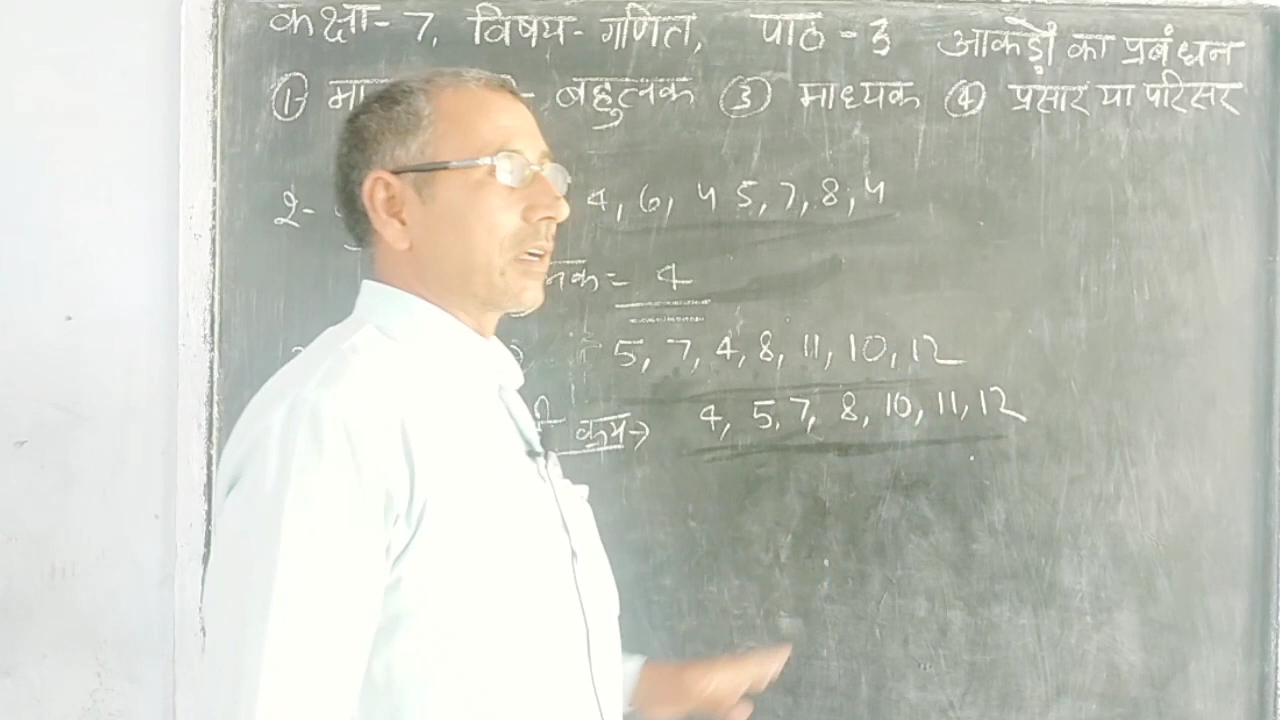 कक्षा- 7, विषय- गणित, पाठ - 3 आकड़ों का प्रबंधन
① मा - बहुलक ③ माध्यक ④ प्रसार या परिसर
2- 4, 6, 4 5, 7, 8, 4
= 4
5, 7, 4, 8, 11, 10, 12
क्रम→ 4, 5, 7, 8, 10, 11, 12